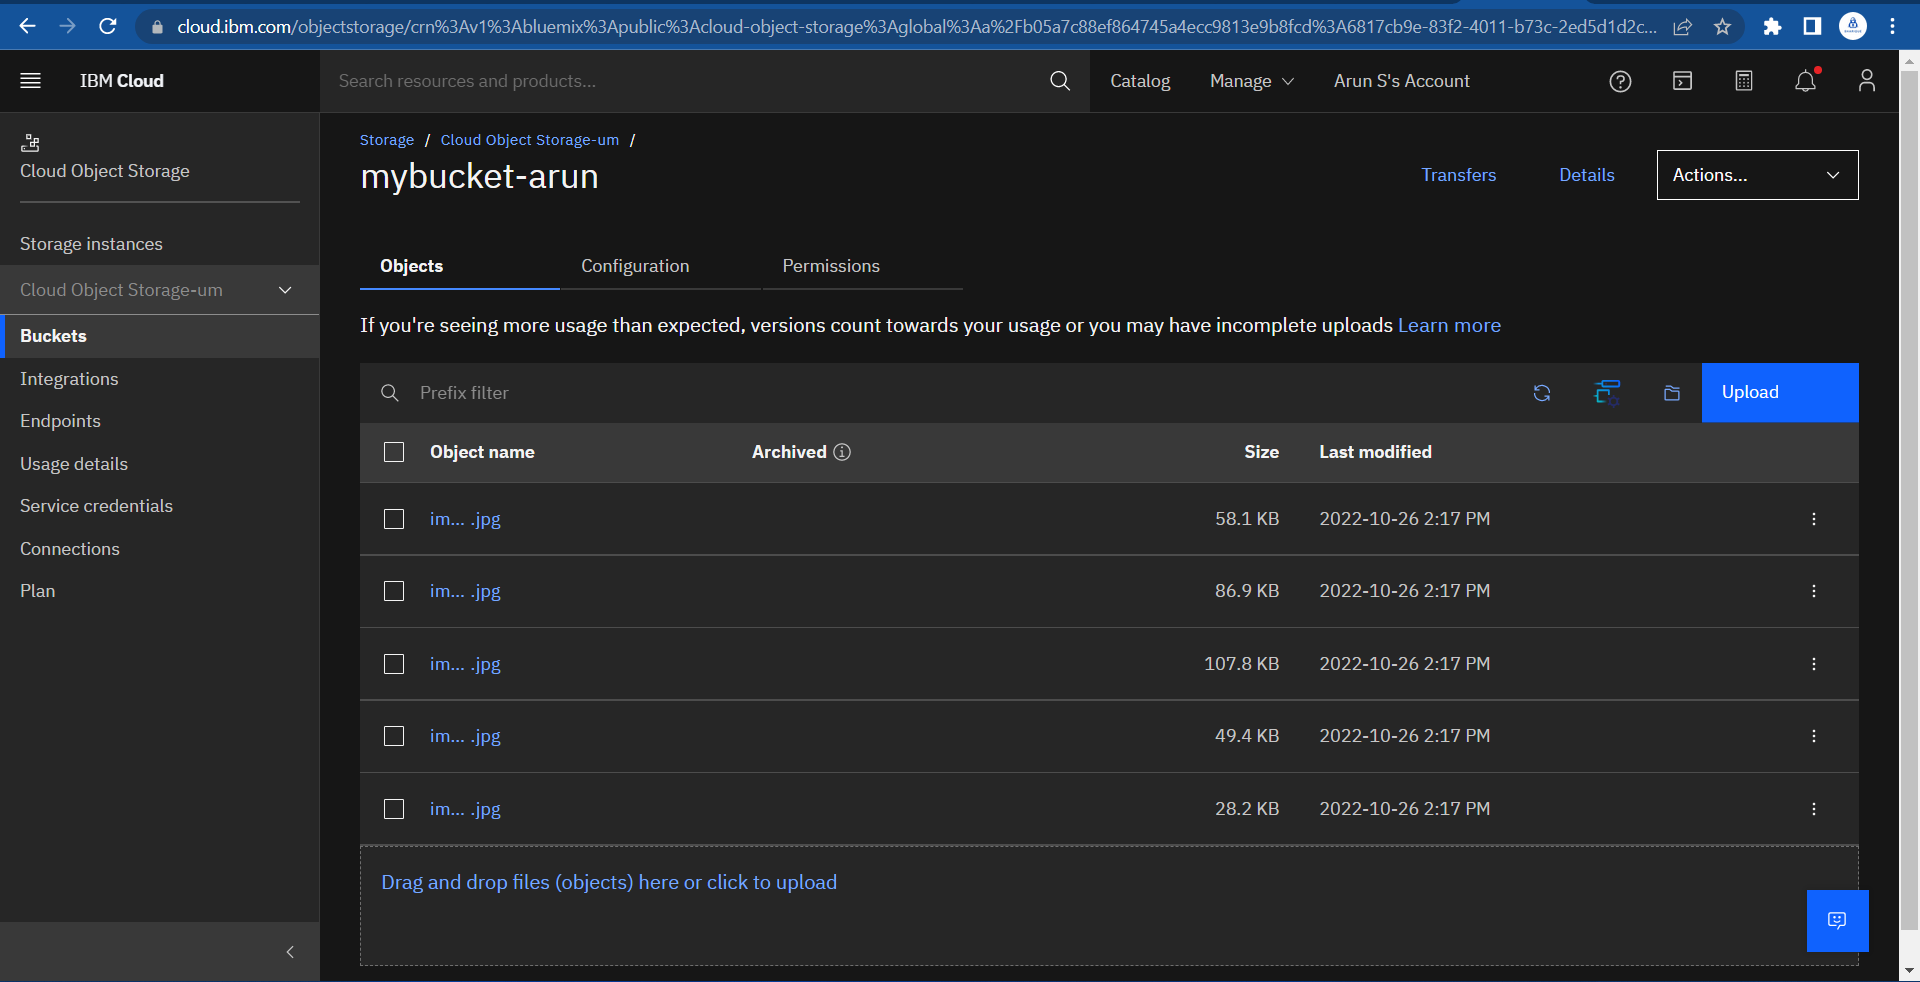 cloud.ibm.com/objectstorage/crn%3Av1%3Abluemix%3Apublic%3Acloud-object-storage%3Aglobal%3Aa%2Fb05a7c88ef864745a4ecc9813e9b8fcd%3A6817cb9e-83f2-4011-b73c-2ed5d1d2c...
IBM Cloud
Search resources and products...
Catalog
Manage
Arun S's Account
Cloud Object Storage
Storage instances
Cloud Object Storage-um
Buckets
Integrations
Endpoints
Usage details
Service credentials
Connections
Plan
Storage / Cloud Object Storage-um /
mybucket-arun
Transfers
Details
Actions...
Objects
Configuration
Permissions
If you're seeing more usage than expected, versions count towards your usage or you may have incomplete uploads Learn more
Prefix filter
Upload
Object name Archived Size Last modified
im... .jpg 58.1 KB 2022-10-26 2:17 PM
im... .jpg 86.9 KB 2022-10-26 2:17 PM
im... .jpg 107.8 KB 2022-10-26 2:17 PM
im... .jpg 49.4 KB 2022-10-26 2:17 PM
im... .jpg 28.2 KB 2022-10-26 2:17 PM
Drag and drop files (objects) here or click to upload